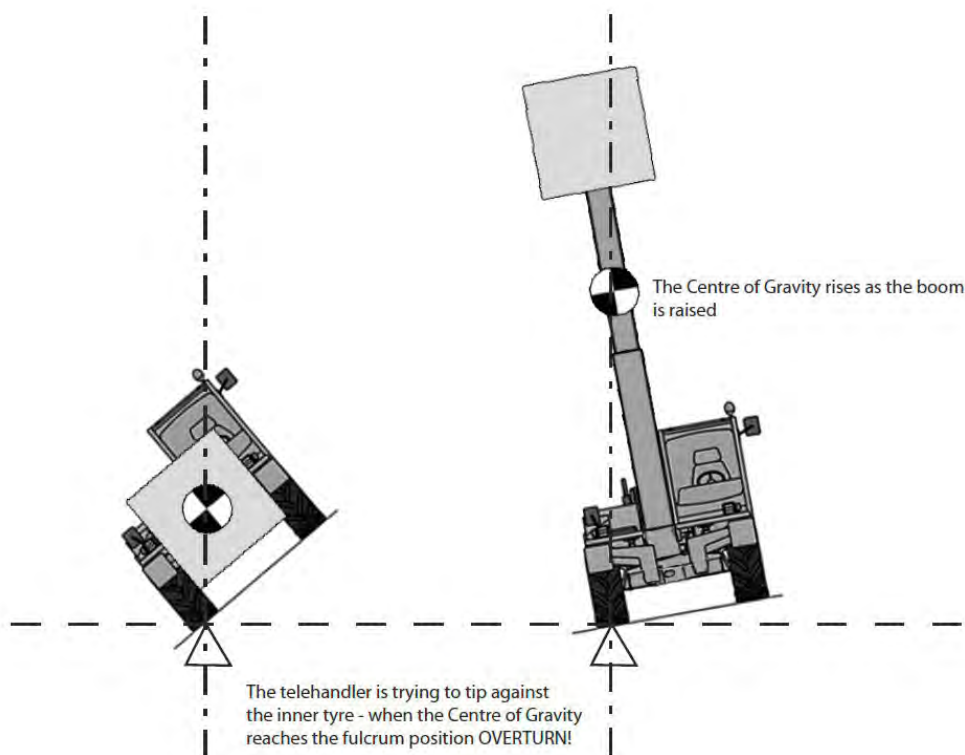 The Centre of Gravity rises as the boom
is raised
The telehandler is trying to tip against
the inner tyre - when the Centre of Gravity
reaches the fulcrum position OVERTURN!